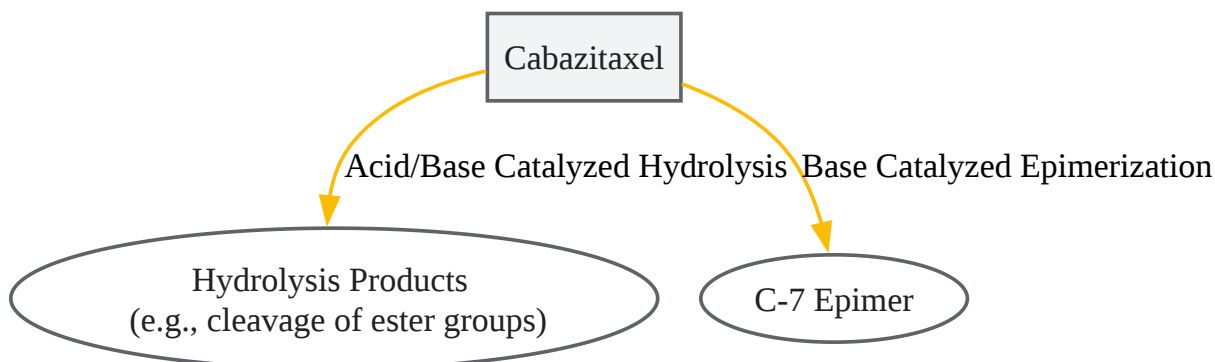 Cabazitaxel
Acid/Base Catalyzed Hydrolysis
Base Catalyzed Epimerization
Hydrolysis Products
(e.g., cleavage of ester groups)
C-7 Epimer